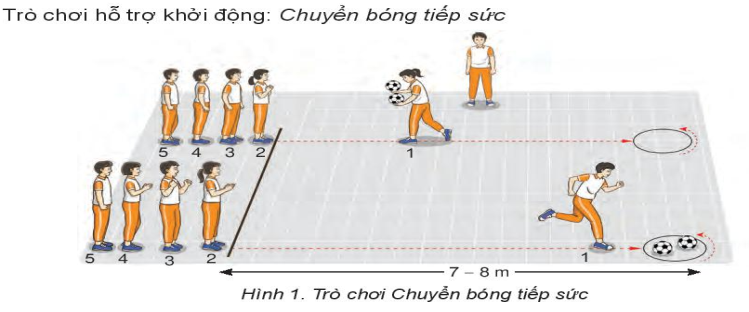 Trò chơi hỗ trợ khởi động: Chuyển bóng tiếp sức
5 4 3 2 1
5 4 3 2 1
7 – 8 m
Hình 1. Trò chơi Chuyển bóng tiếp sức